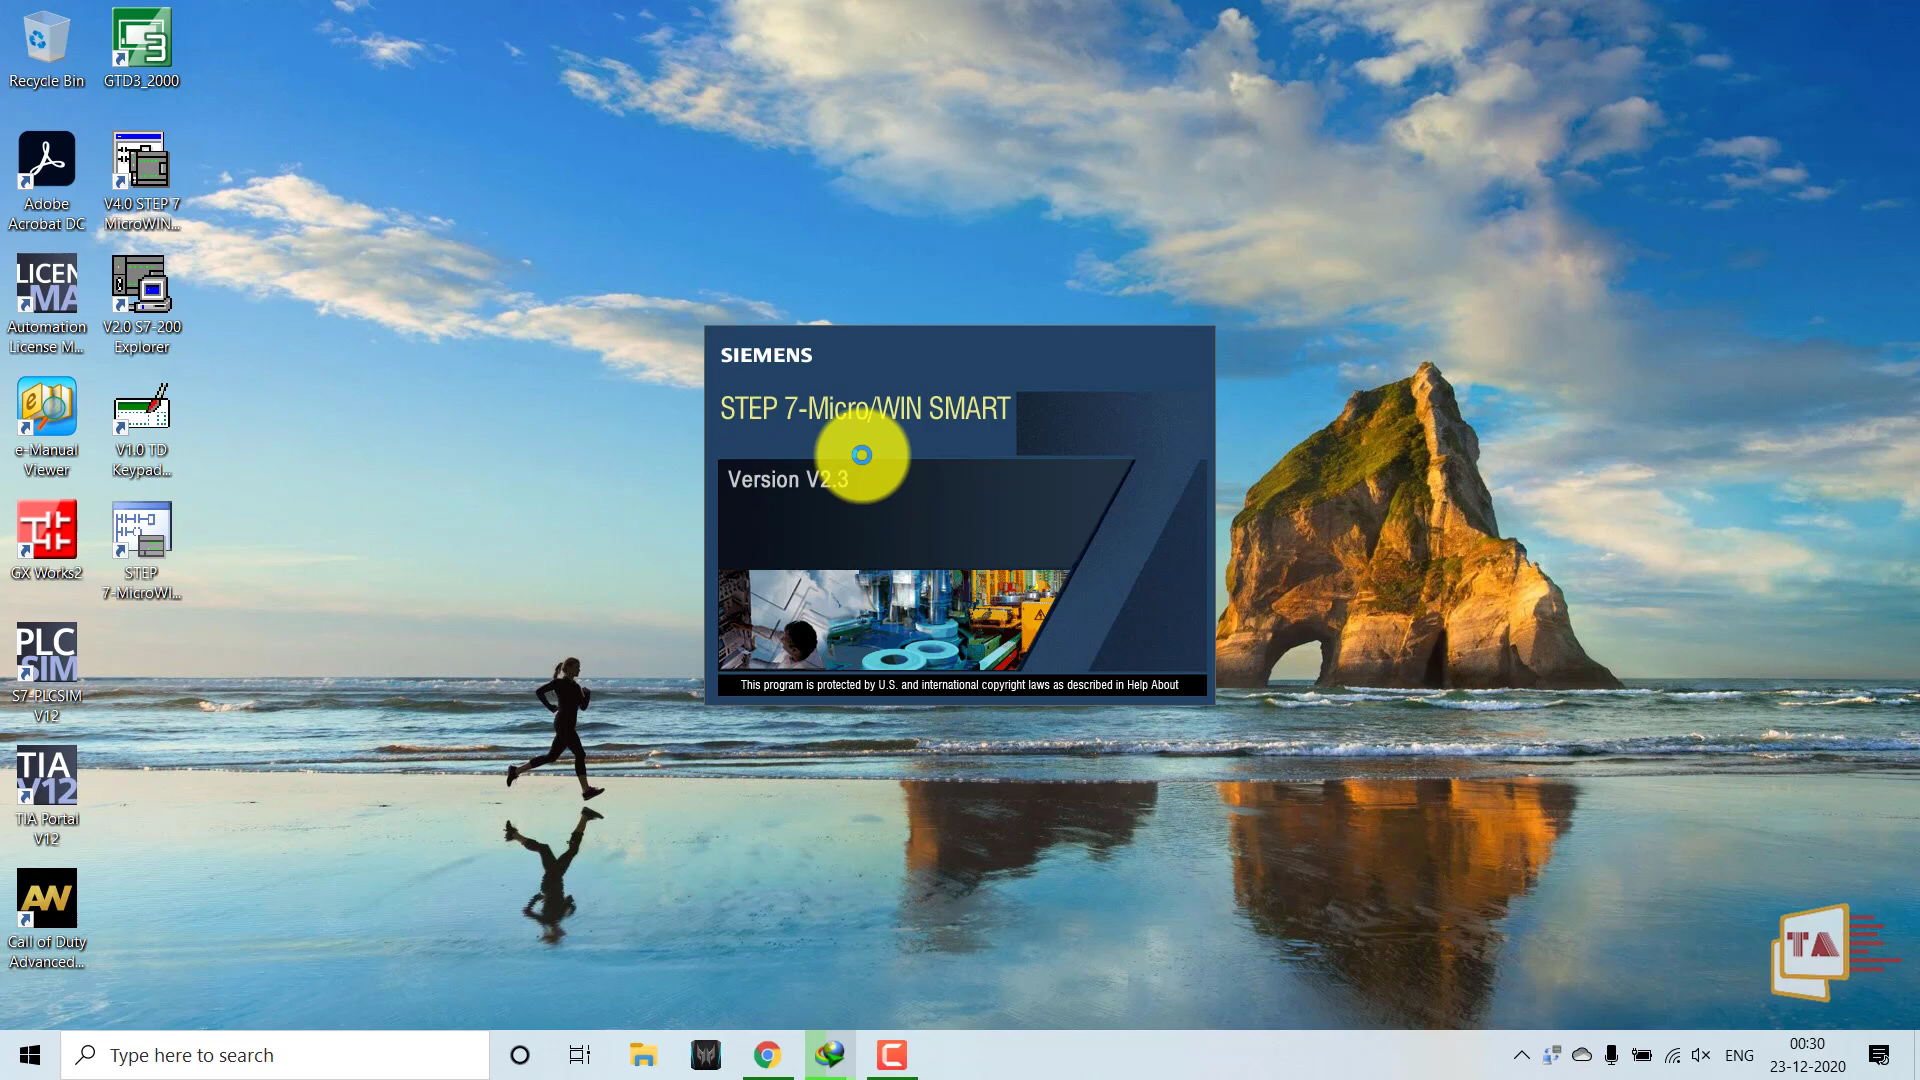 Recycle Bin
GTD3_2000
Adobe
Acrobat DC
V4.0 STEP 7
MicroWIN...
LICEN
MA
Automation
License M...
V2.0 S7-200
Explorer
e-Manual
Viewer
V1.0 TD
Keypad...
GX Works2
STEP
7-MicroWI...
PLC
SIM
S7-PLCSIM
V12
TIA
V12
TIA Portal
V12
AW
Call of Duty
Advanced...
SIEMENS
STEP 7-Micro/WIN SMART
Version V2.3
This program is protected by U.S. and international copyright laws as described in Help About
TA
Type here to search
ENG
00:30
23-12-2020